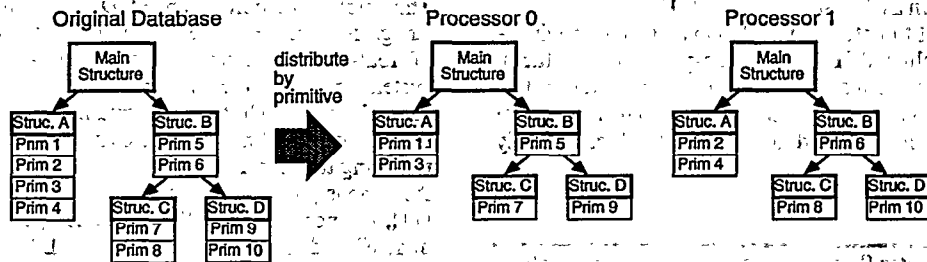 Original Database
Main
Structure
Struc. A
Prim 1
Prim 2
Prim 3
Prim 4
Struc. B
Prim 5
Prim 6
Struc. C
Prim 7
Prim 8
Struc. D
Prim 9
Prim 10
distribute
by
primitive
Processor 0
Main
Structure
Struc. A
Prim 1
Prim 3
Struc. B
Prim 5
Struc. C
Prim 7
Struc. D
Prim 9
Processor 1
Main
Structure
Struc. A
Prim 2
Prim 4
Struc. B
Prim 6
Struc. C
Prim 8
Struc. D
Prim 10